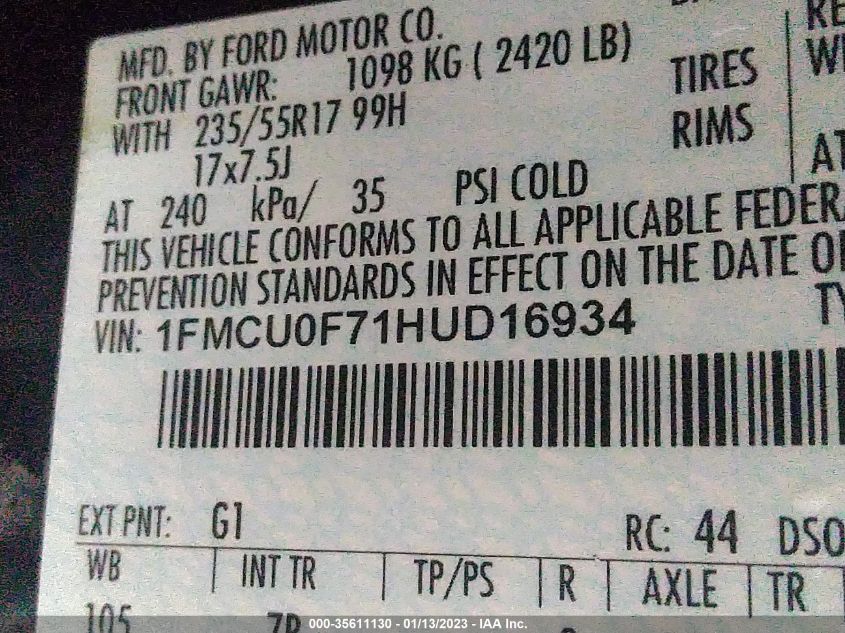 MFD. BY FORD MOTOR CO.
FRONT GAWR: 1098 KG ( 2420 LB)
WITH 235/55R17 99H TIRES
17x7.5J RIMS
AT 240 kPa/ 35 PSI COLD
THIS VEHICLE CONFORMS TO ALL APPLICABLE
PREVENTION STANDARDS IN EFFECT ON THE DATE
VIN: 1FMCU0F71HUD16934
EXT PNT: G1 RC: 44 DSO
WB INT TR TP/PS R AXLE TR
105
000-35611130 - 01/13/2023 - IAA Inc.